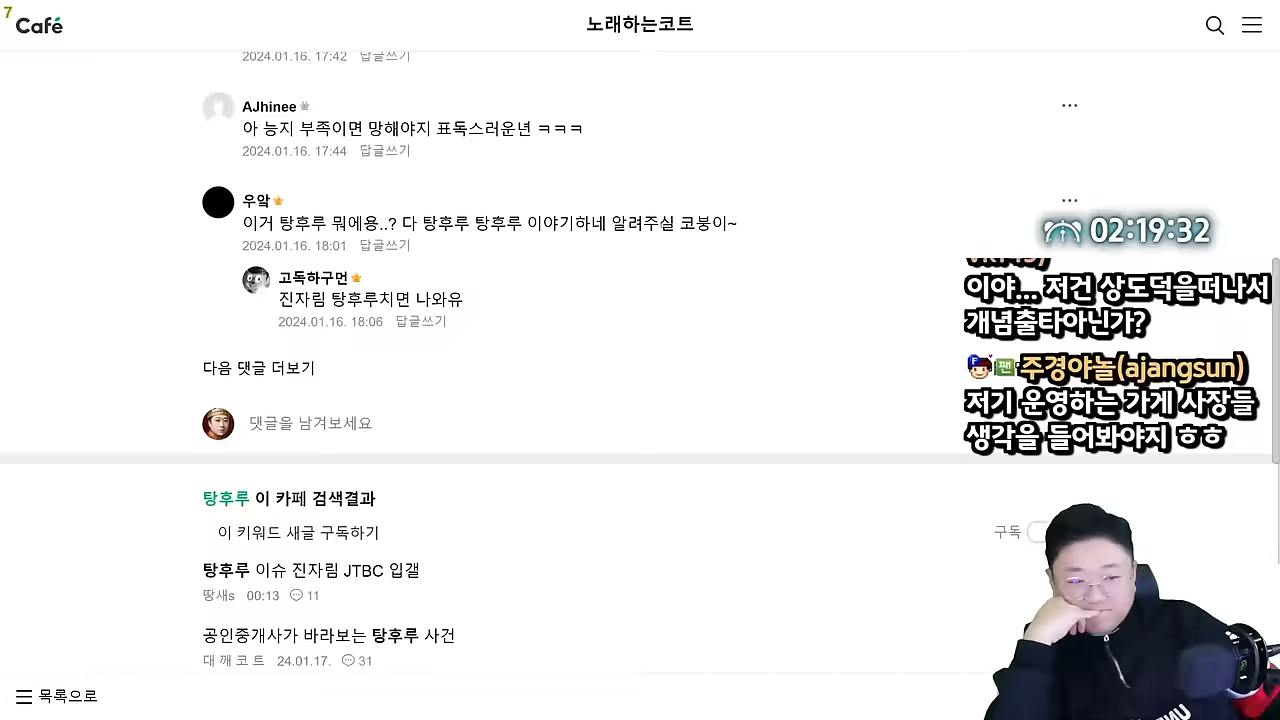 7
Café
노래하는코트
2024.01.16. 17:42 답글쓰기
AJhinee
아 능지 부족이면 망해야지 표독스러운년 ㅋㅋㅋ
2024.01.16. 17:44 답글쓰기
우악
이거 탕후루 뭐에용..? 다 탕후루 탕후루 이야기하네 알려주실 코붕이~
2024.01.16. 18:01 답글쓰기
고독하구먼
진자림 탕후루치면 나와유
2024.01.16. 18:06 답글쓰기
다음 댓글 더보기
댓글을 남겨보세요
탕후루 이 카페 검색결과
이 키워드 새글 구독하기
구독
탕후루 이슈 진자림 JTBC 입갤
땅새s 00:13 11
공인중개사가 바라보는 탕후루 사건
대 깨 코 트 24.01.17. 31
목록으로
02:19:32
이야... 저건 상도덕을떠나서
개념출타아닌가?
F 팬 주경야놀(ajangsun)
저기 운영하는 가게 사장들
생각을 들어봐야지 ㅎㅎ